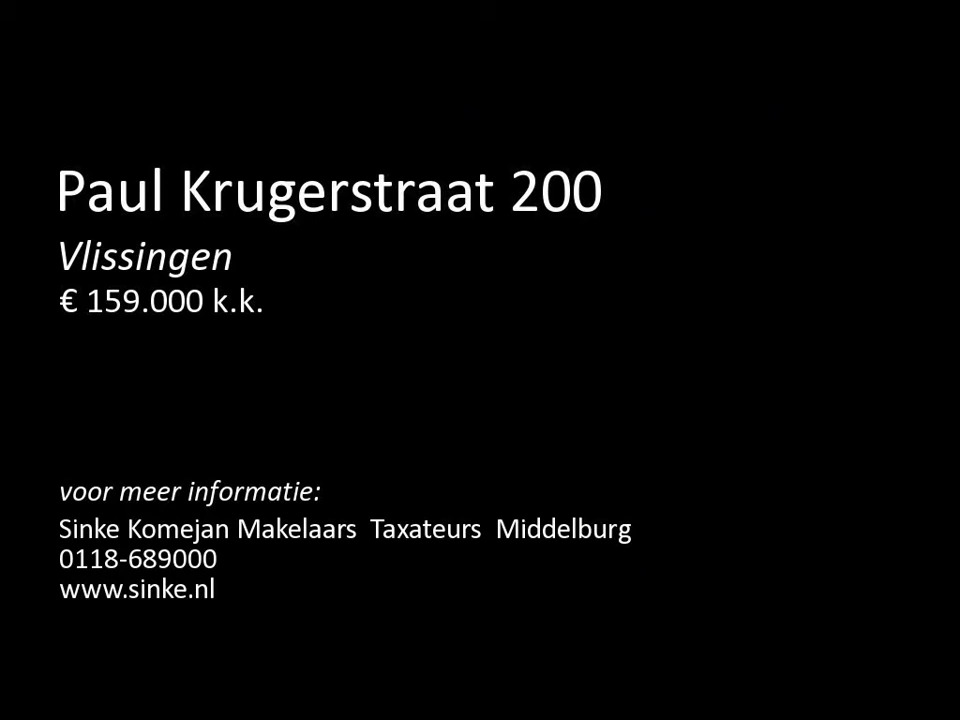 Paul Krugerstraat 200
Vlissingen
€ 159.000 k.k.
voor meer informatie:
Sinke Komejan Makelaars Taxateurs Middelburg
0118-689000
www.sinke.nl